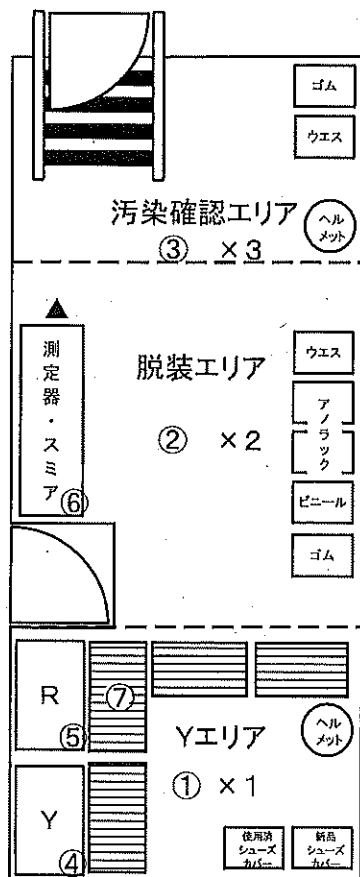 ゴム
ウエス
汚染確認エリア
ヘル
メット
③ ×3
測定器・スミア
⑥
脱装エリア
② ×2
ウエス
アノラック
ビニール
ゴム
R
⑤
⑦
Yエリア
ヘル
メット
① ×1
Y
④
使用済
シューズ
カバー
新品
シューズ
カバー